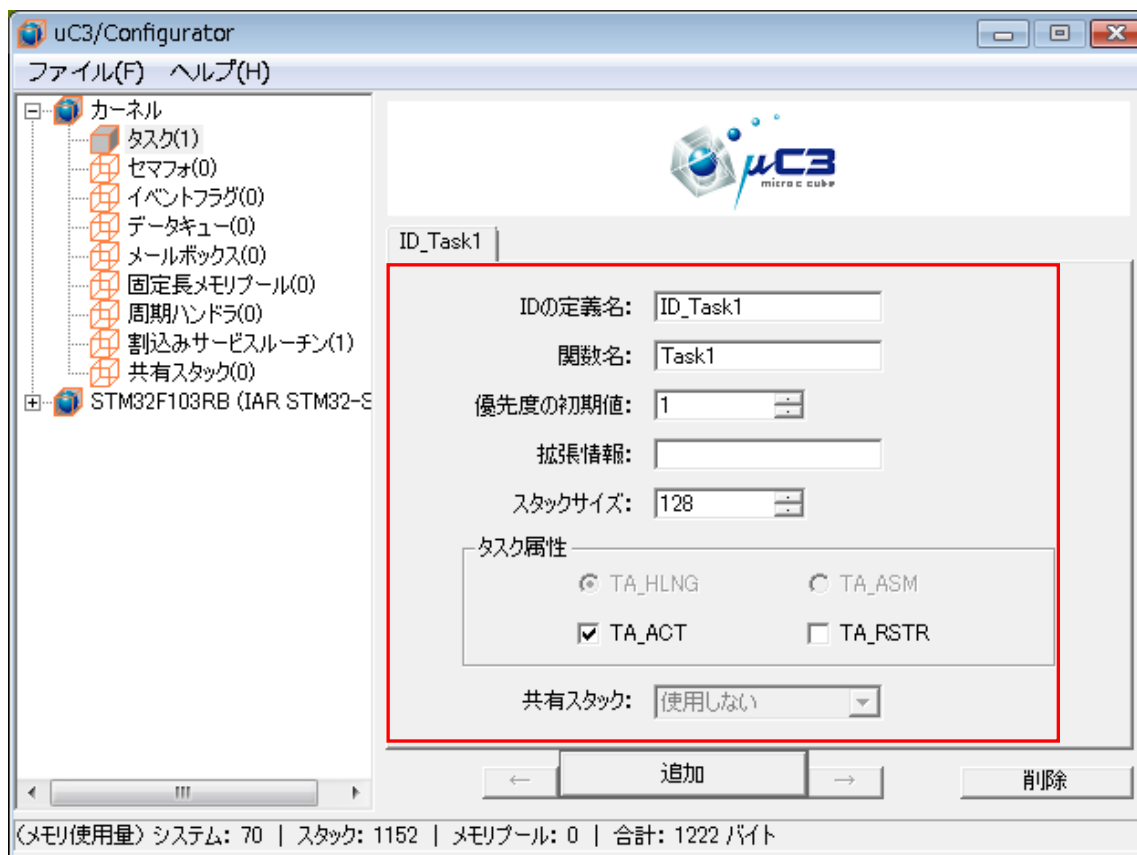 uC3/Configurator
ファイル(F) ヘルプ(H)
カーネル
タスク(1)
セマフォ(0)
イベントフラグ(0)
データキュー(0)
メールボックス(0)
固定長メモリプール(0)
周期ハンドラ(0)
割込みサービスルーチン(1)
共有スタック(0)
STM32F103RB (IAR STM32-S
μC3
micro c cube
ID_Task1
IDの定義名: ID_Task1
関数名: Task1
優先度の初期値: 1
拡張情報:
スタックサイズ: 128
タスク属性
TA_HLNG TA_ASM
TA_ACT TA_RSTR
共有スタック: 使用しない
← 追加 → 削除
(メモリ使用量) システム: 70 | スタック: 1152 | メモリプール: 0 | 合計: 1222 バイト